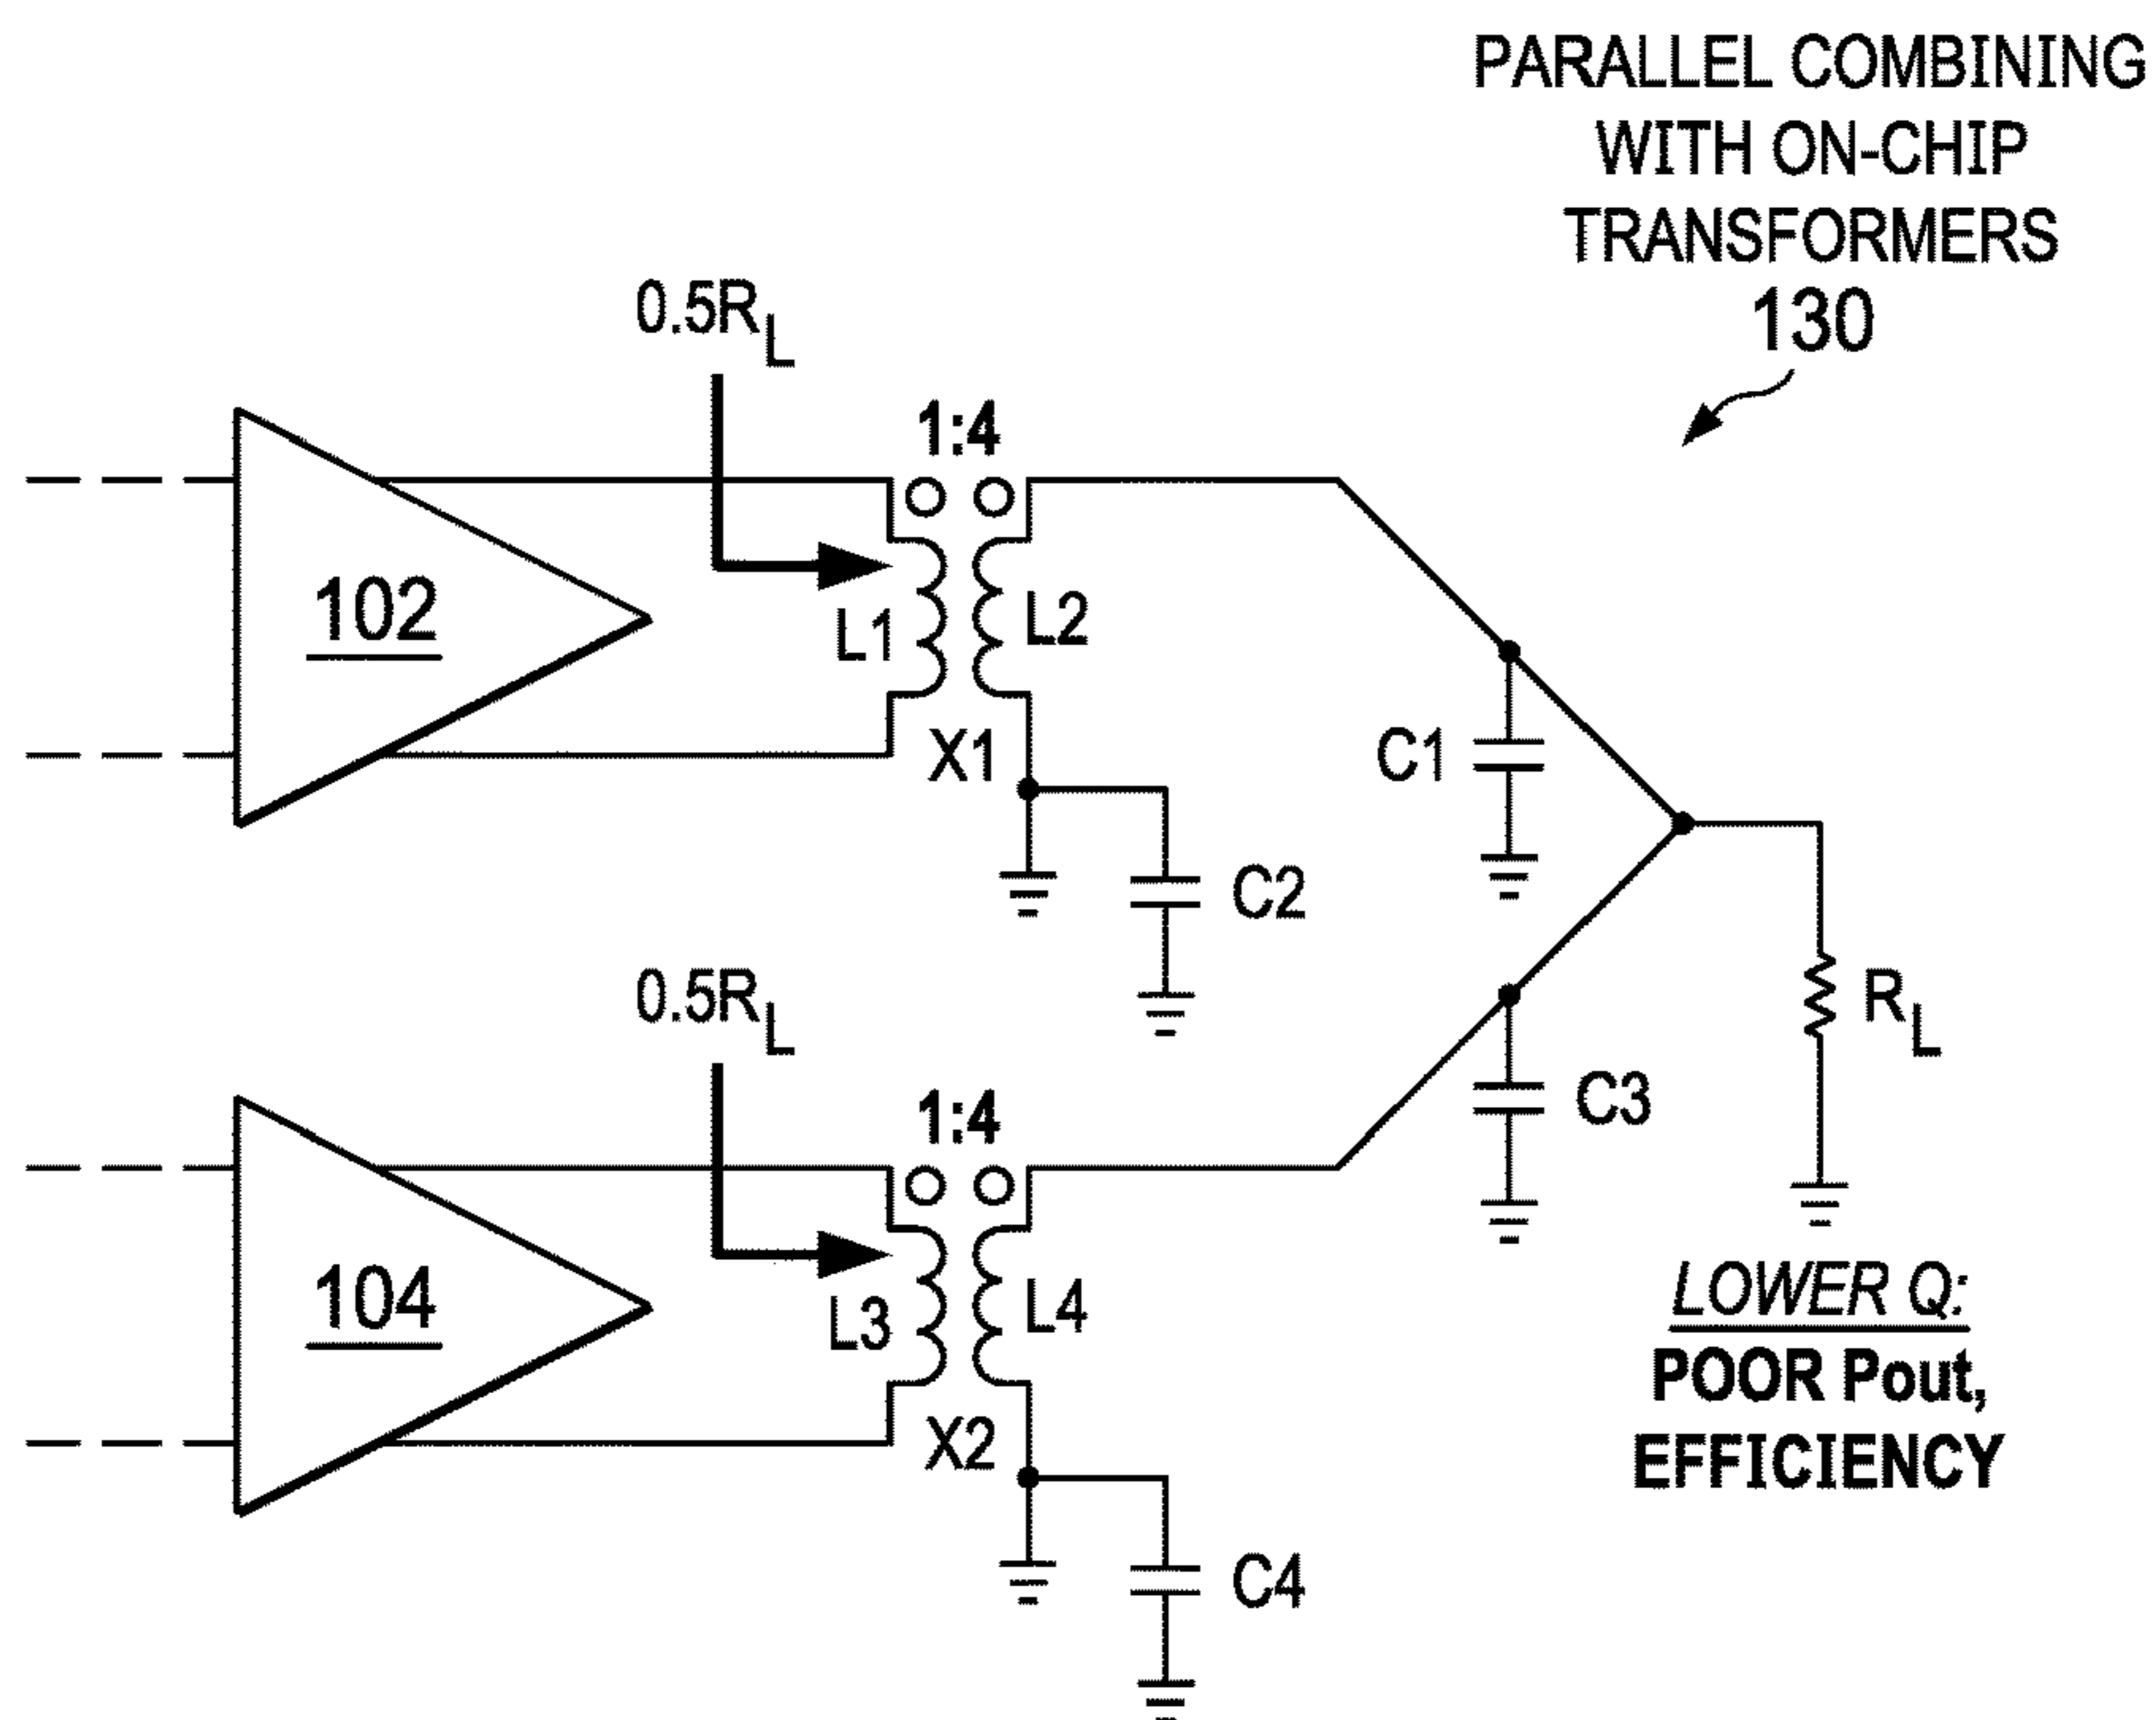 PARALLEL COMBINING
WITH ON-CHIP
TRANSFORMERS
130
0.5RL
1:4
102
L1
L2
X1
C1
C2
0.5RL
RL
1:4
C3
104
L3
L4
X2
C4
LOWER Q:
POOR Pout,
EFFICIENCY